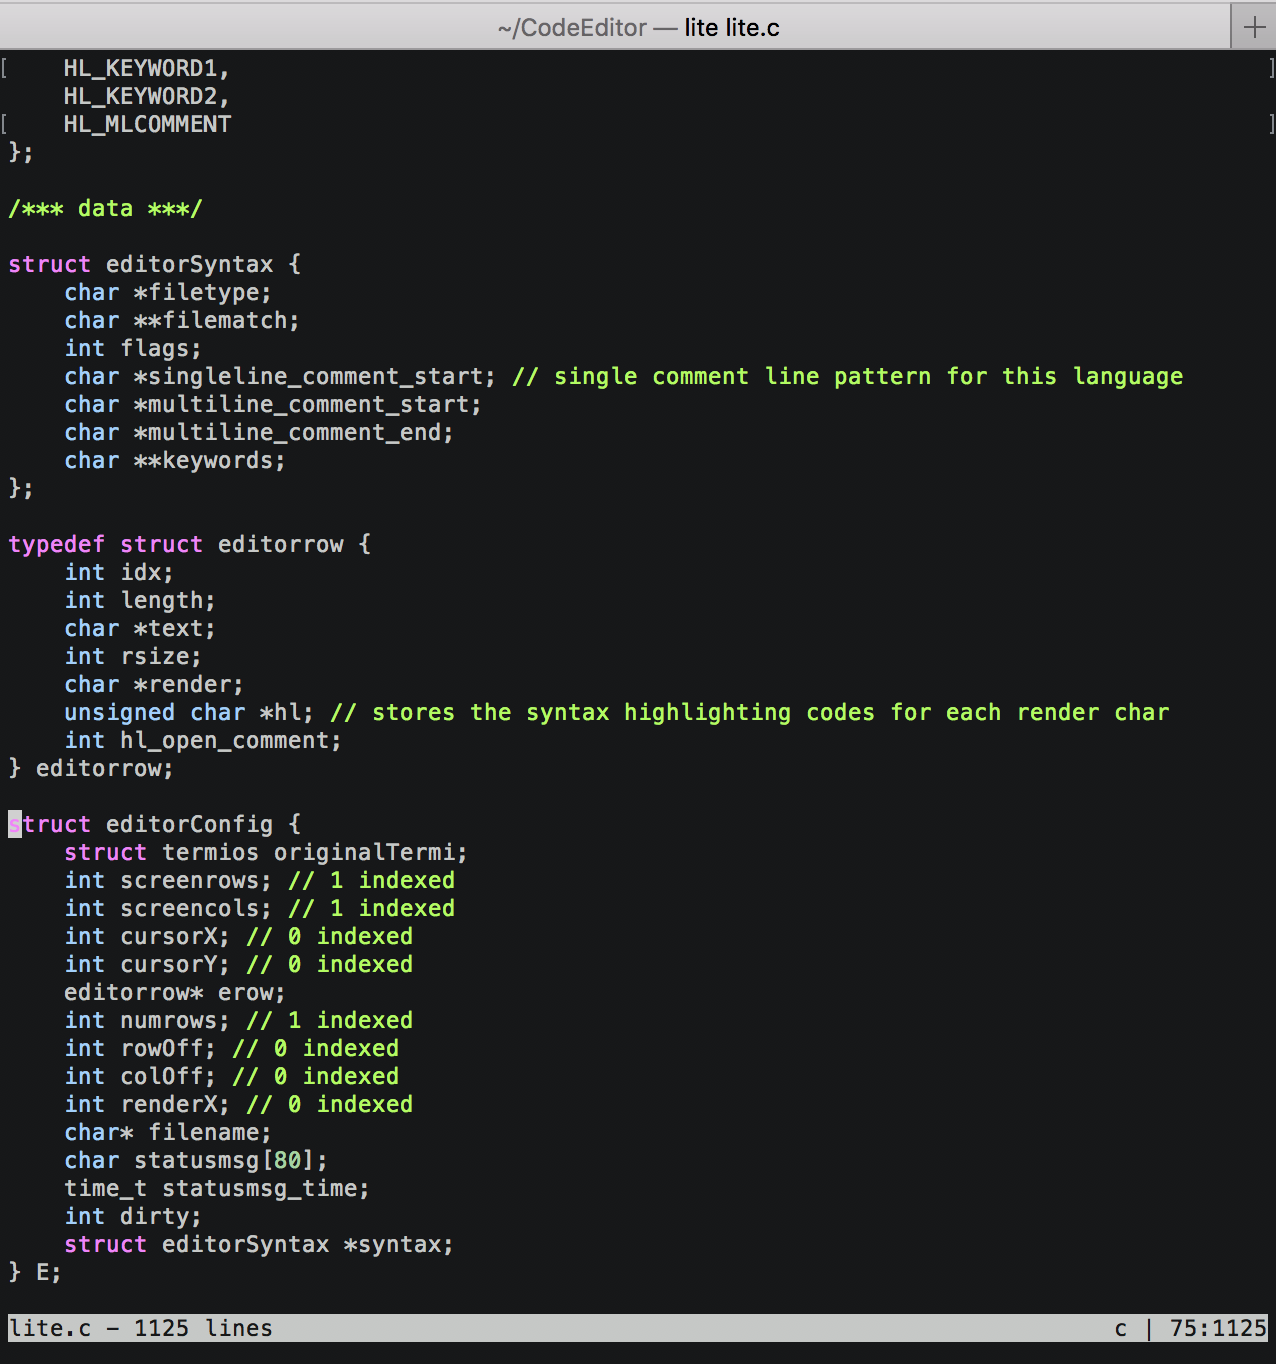 ~/CodeEditor — lite lite.c +
[    HL_KEYWORD1, ]
    HL_KEYWORD2,
[    HL_MLCOMMENT ]
};

/*** data ***/

struct editorSyntax {
    char *filetype;
    char **filematch;
    int flags;
    char *singleline_comment_start; // single comment line pattern for this language
    char *multiline_comment_start;
    char *multiline_comment_end;
    char **keywords;
};

typedef struct editorrow {
    int idx;
    int length;
    char *text;
    int rsize;
    char *render;
    unsigned char *hl; // stores the syntax highlighting codes for each render char
    int hl_open_comment;
} editorrow;

struct editorConfig {
    struct termios originalTermi;
    int screenrows; // 1 indexed
    int screencols; // 1 indexed
    int cursorX; // 0 indexed
    int cursorY; // 0 indexed
    editorrow* erow;
    int numrows; // 1 indexed
    int rowOff; // 0 indexed
    int colOff; // 0 indexed
    int renderX; // 0 indexed
    char* filename;
    char statusmsg[80];
    time_t statusmsg_time;
    int dirty;
    struct editorSyntax *syntax;
} E;

lite.c - 1125 lines c | 75:1125